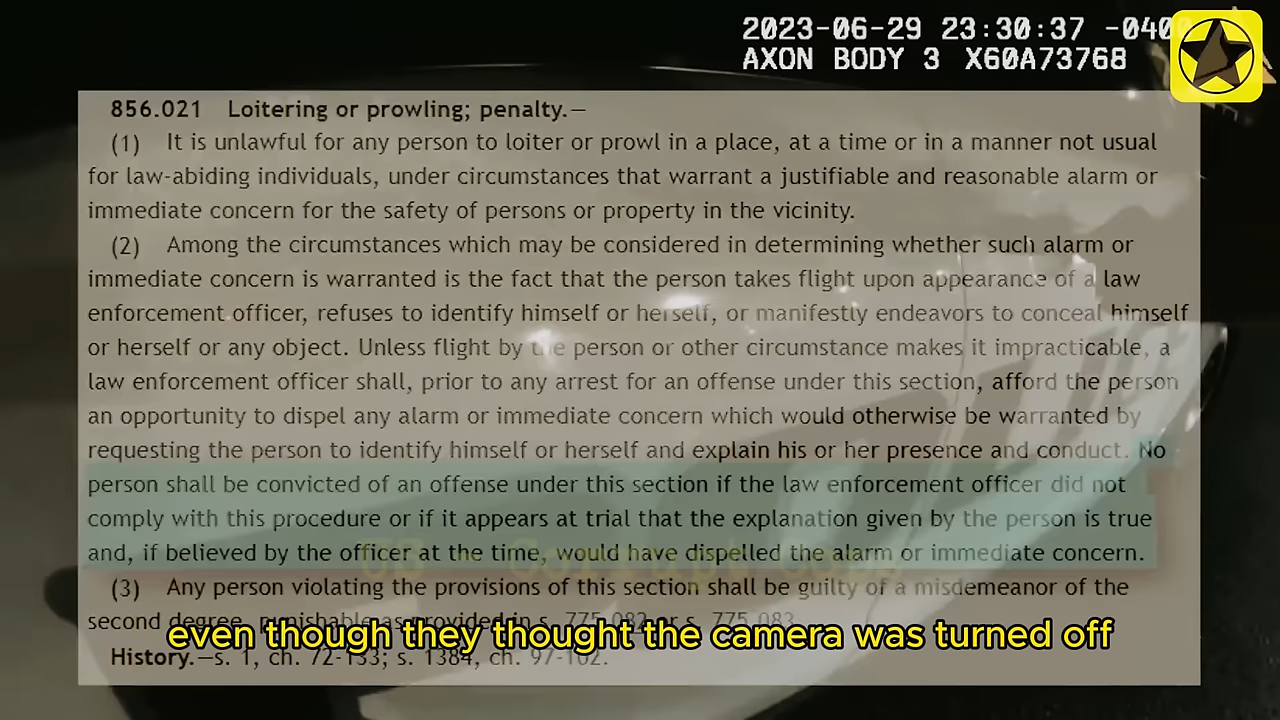 2023-06-29 23:30:37 -0400
AXON BODY 3 X60A73768
856.021 Loitering or prowling; penalty.—
(1) It is unlawful for any person to loiter or prowl in a place, at a time or in a manner not usual
for law-abiding individuals, under circumstances that warrant a justifiable and reasonable alarm or
immediate concern for the safety of persons or property in the vicinity.
(2) Among the circumstances which may be considered in determining whether such alarm or
immediate concern is warranted is the fact that the person takes flight upon appearance of a law
enforcement officer, refuses to identify himself or herself, or manifestly endeavors to conceal himself
or herself or any object. Unless flight by the person or other circumstance makes it impracticable, a
law enforcement officer shall, prior to any arrest for an offense under this section, afford the person
an opportunity to dispel any alarm or immediate concern which would otherwise be warranted by
requesting the person to identify himself or herself and explain his or her presence and conduct. No
person shall be convicted of an offense under this section if the law enforcement officer did not
comply with this procedure or if it appears at trial that the explanation given by the person is true
and, if believed by the officer at the time, would have dispelled the alarm or immediate concern.
(3) Any person violating the provisions of this section shall be guilty of a misdemeanor of the
second degree, punishable as provided in s. 775.082 or s. 775.083.
even though they thought the camera was turned off
History.—s. 1, ch. 72-133; s. 1384, ch. 97-102.